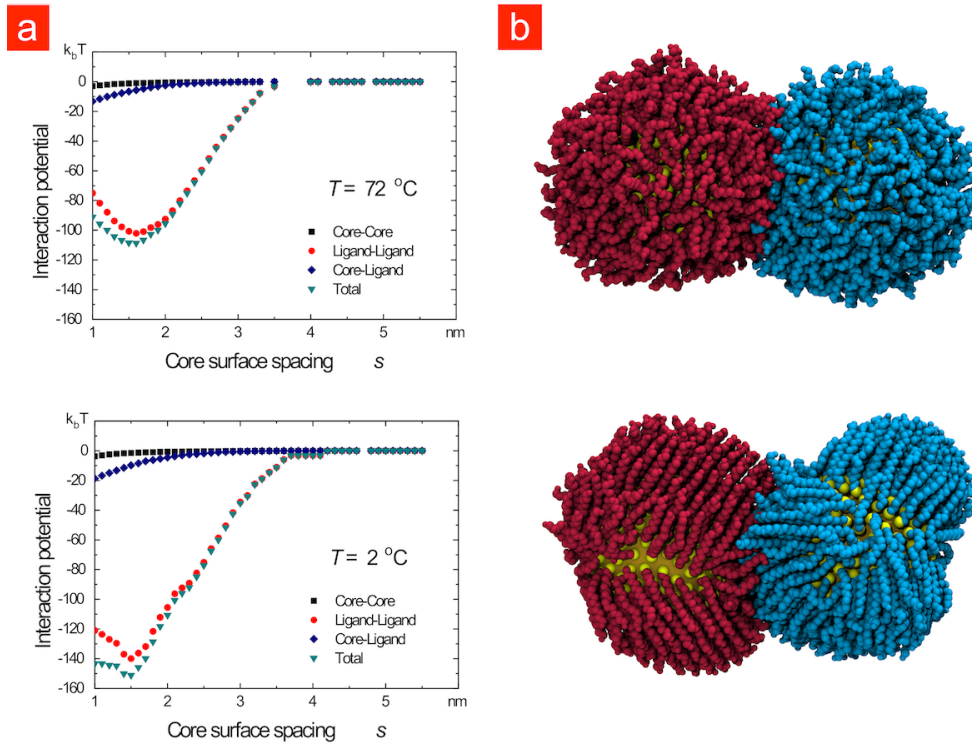 a
k_bT
0
-20
-40
-60
-80
-100
-120
-140
-160
Interaction potential
T = 72 °C
Core-Core
Ligand-Ligand
Core-Ligand
Total
1 2 3 4 5 nm
Core surface spacing s
k_bT
0
-20
-40
-60
-80
-100
-120
-140
-160
Interaction potential
T = 2 °C
Core-Core
Ligand-Ligand
Core-Ligand
Total
1 2 3 4 5 nm
Core surface spacing s
b